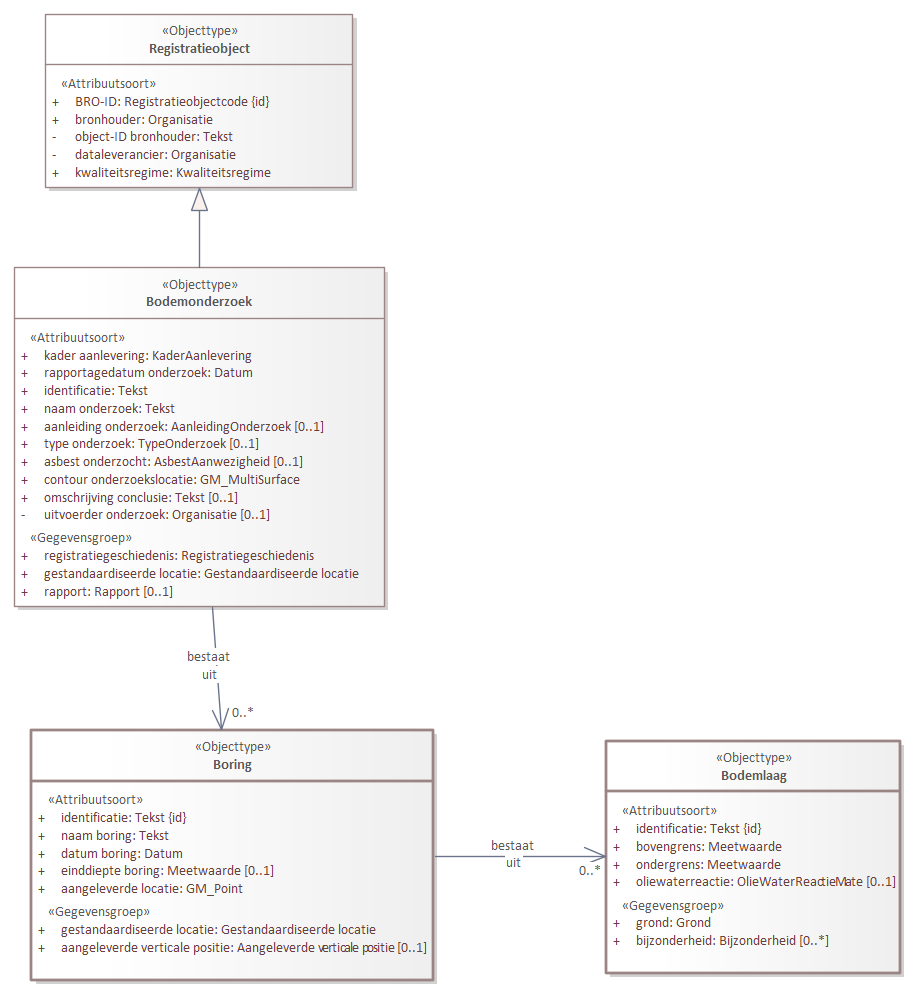 «Objecttype»
Registratieobject
«Attribuutsoort»
+ BRO-ID: Registratieobjectcode {id}
+ bronhouder: Organisatie
- object-ID bronhouder: Tekst
- dataleverancier: Organisatie
+ kwaliteitsregime: Kwaliteitsregime
«Objecttype»
Bodemonderzoek
«Attribuutsoort»
+ kader aanlevering: KaderAanlevering
+ rapportagedatum onderzoek: Datum
+ identificatie: Tekst
+ naam onderzoek: Tekst
+ aanleiding onderzoek: AanleidingOnderzoek [0..1]
+ type onderzoek: TypeOnderzoek [0..1]
+ asbest onderzocht: AsbestAanwezigheid [0..1]
+ contour onderzoekslocatie: GM_MultiSurface
+ omschrijving conclusie: Tekst [0..1]
- uitvoerder onderzoek: Organisatie [0..1]
«Gegevensgroep»
+ registratiegeschiedenis: Registratiegeschiedenis
+ gestandaardiseerde locatie: Gestandaardiseerde locatie
+ rapport: Rapport [0..1]
bestaat
uit
0..*
«Objecttype»
Boring
«Attribuutsoort»
+ identificatie: Tekst {id}
+ naam boring: Tekst
+ datum boring: Datum
+ einddiepte boring: Meetwaarde [0..1]
+ aangeleverde locatie: GM_Point
«Gegevensgroep»
+ gestandaardiseerde locatie: Gestandaardiseerde locatie
+ aangeleverde verticale positie: Aangeleverde verticale positie [0..1]
bestaat
uit
0..*
«Objecttype»
Bodemlaag
«Attribuutsoort»
+ identificatie: Tekst {id}
+ bovengrens: Meetwaarde
+ ondergrens: Meetwaarde
+ oliewaterreactie: OlieWaterReactieMate [0..1]
«Gegevensgroep»
+ grond: Grond
+ bijzonderheid: Bijzonderheid [0..*]